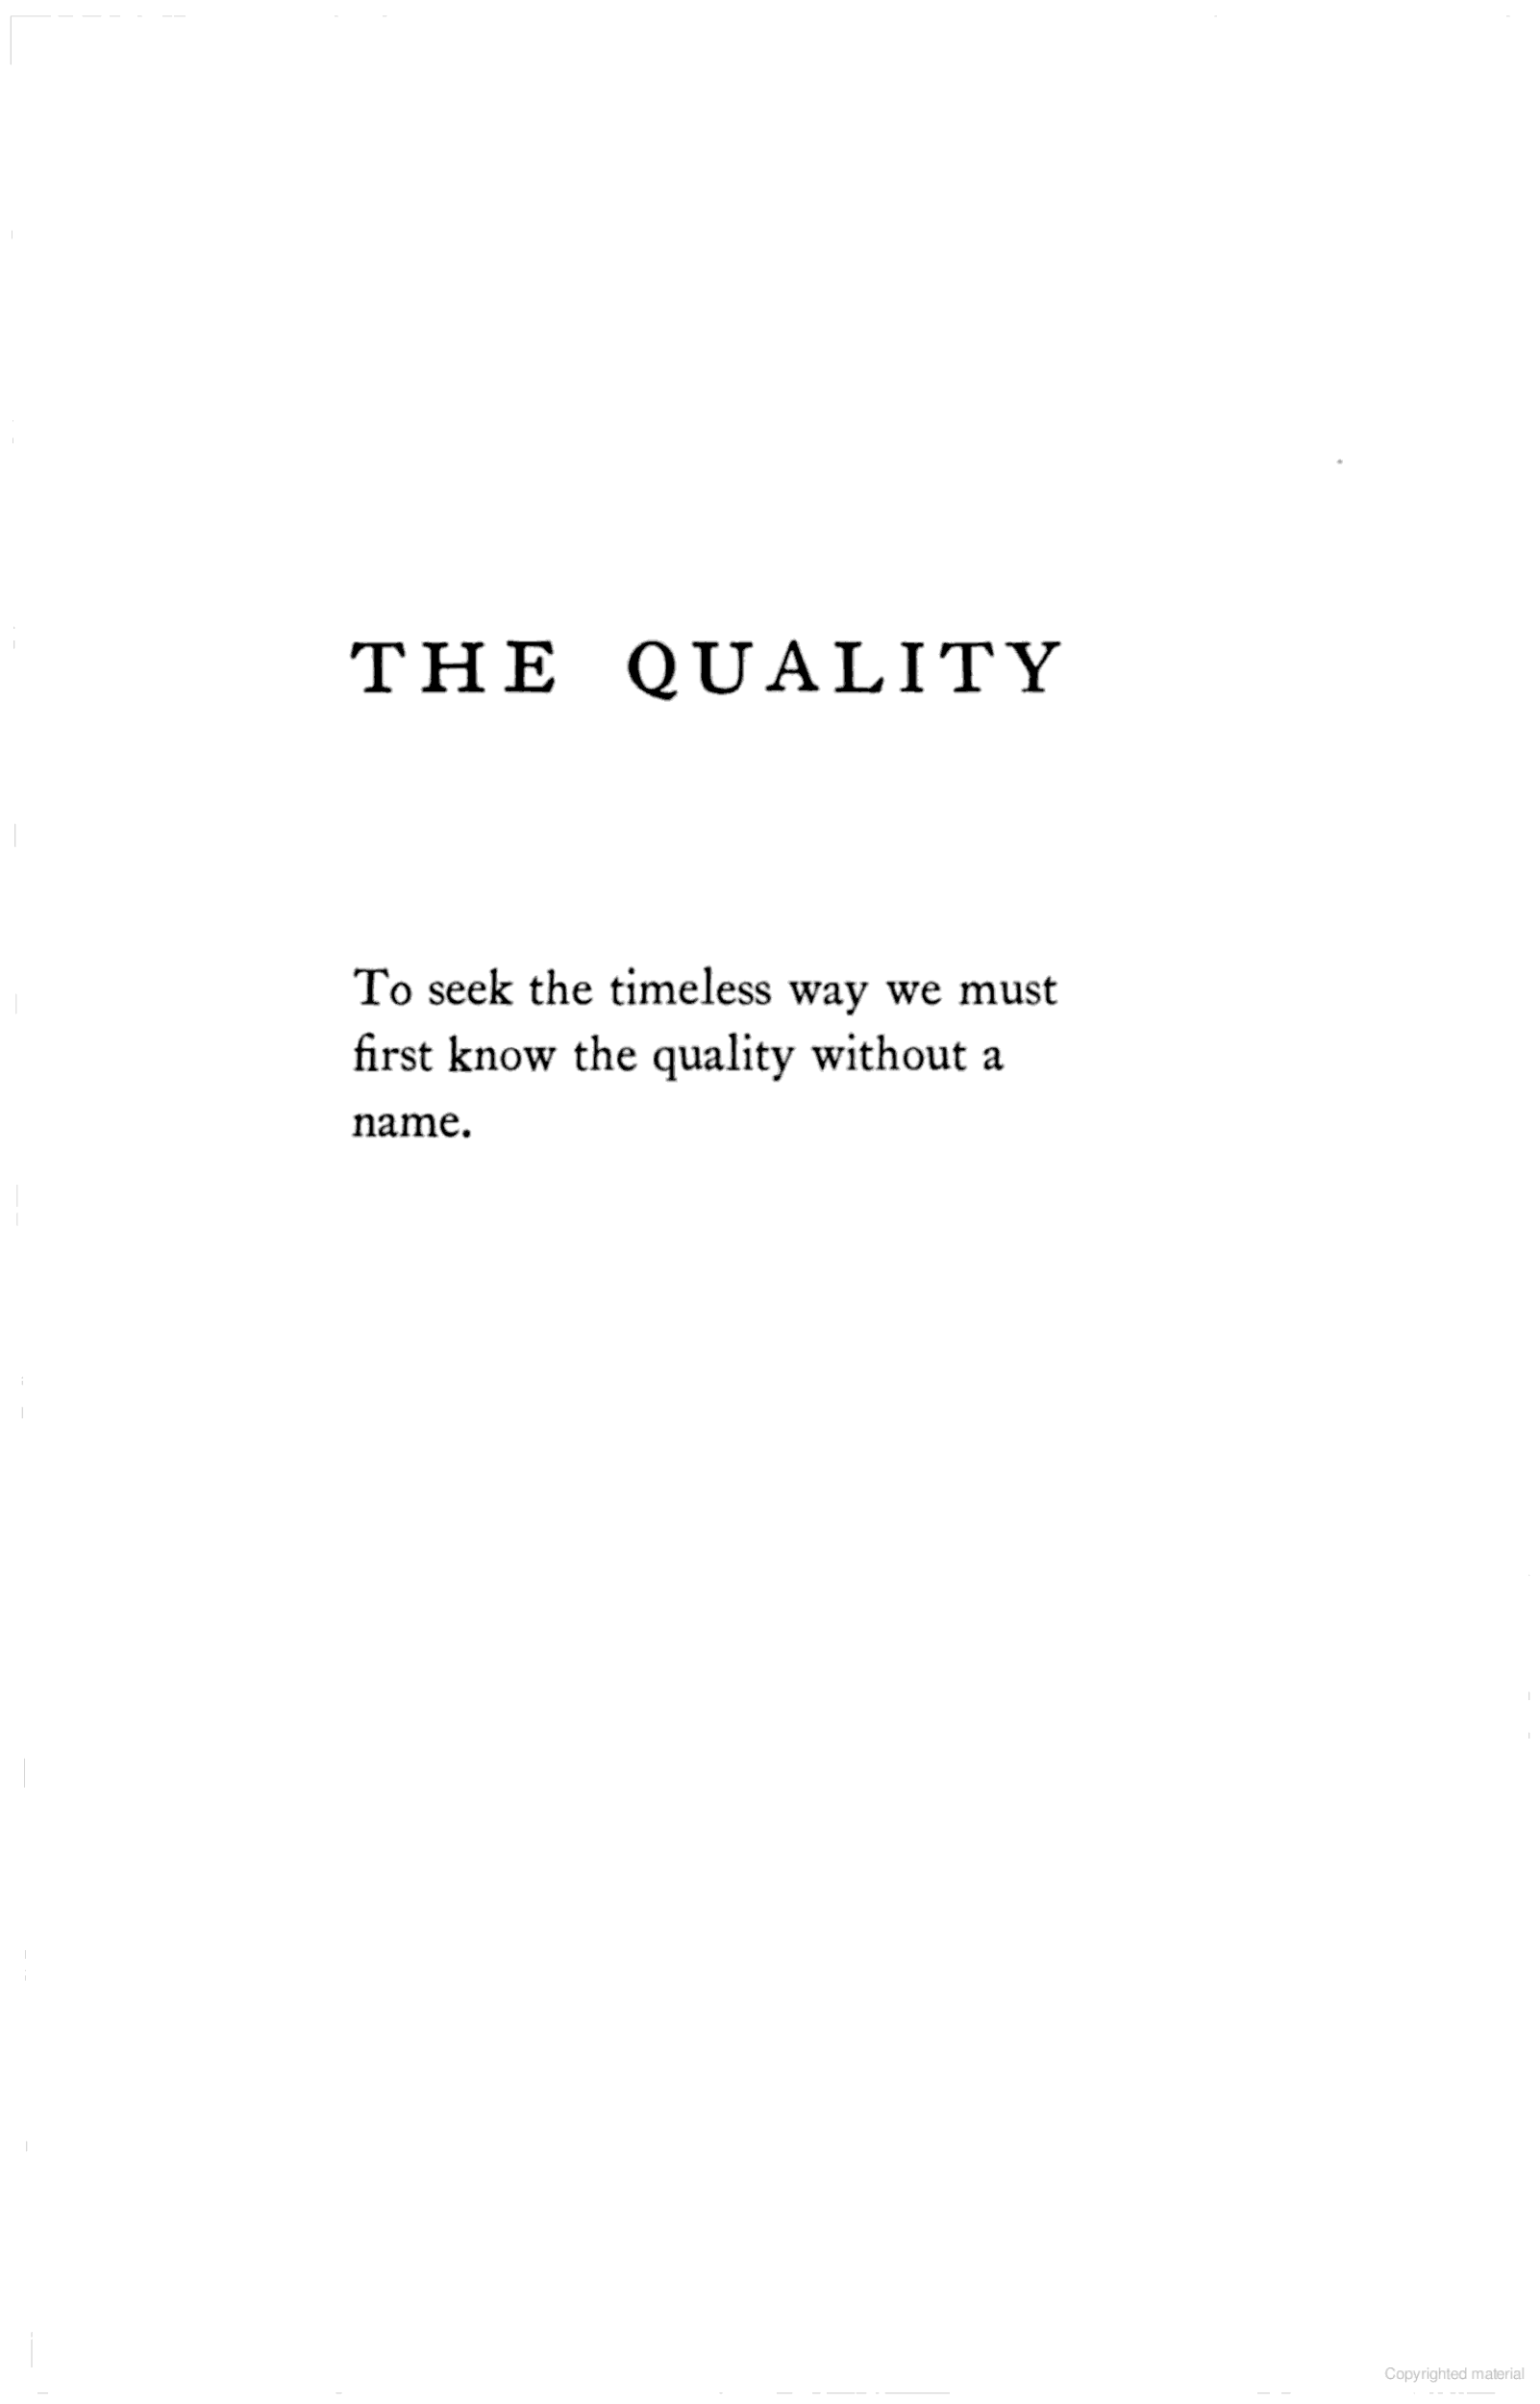 THE QUALITY
To seek the timeless way we must
first know the quality without a
name.
Copyrighted material